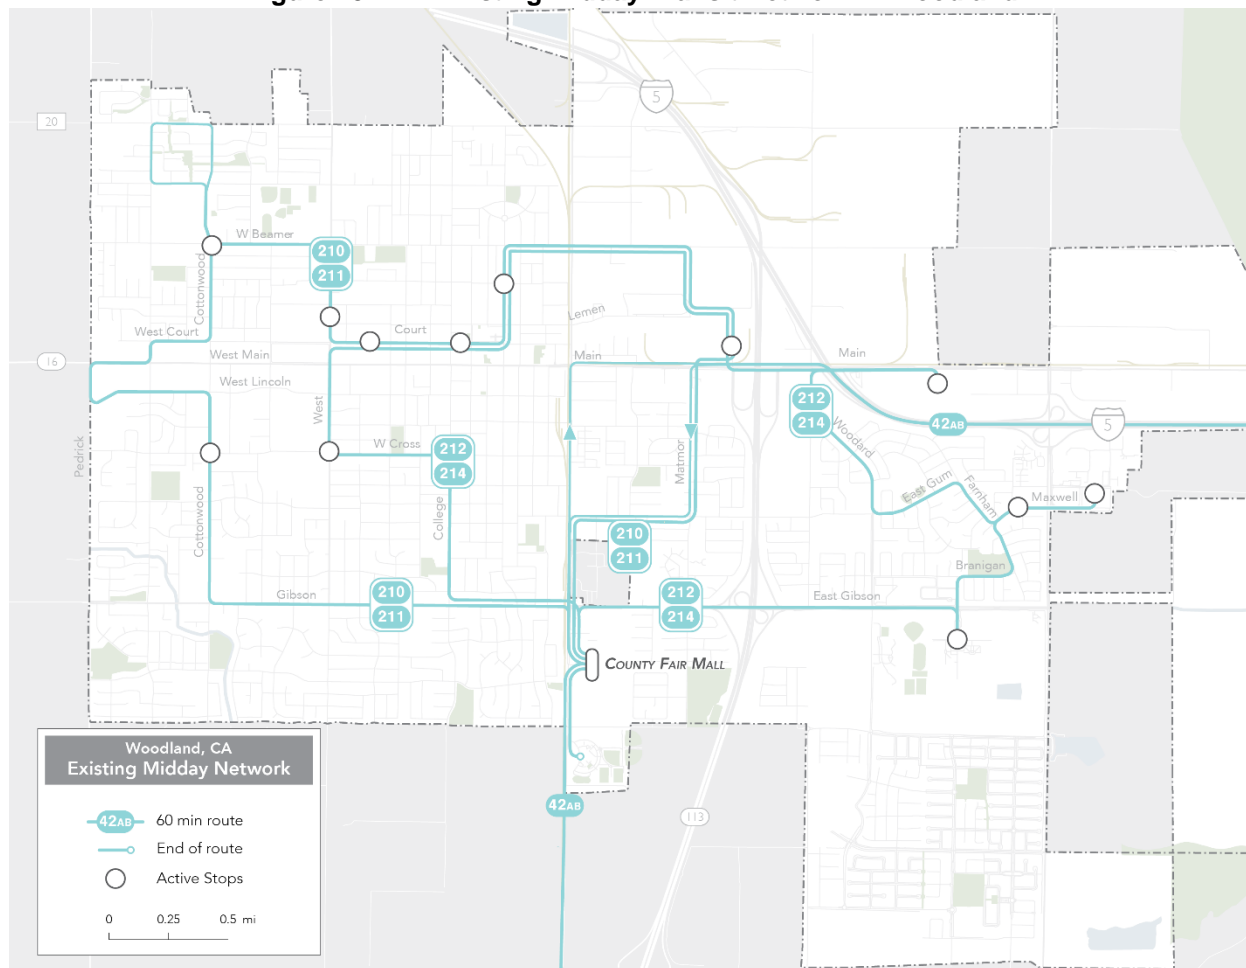 5
20
W Beamer
210
211
Cottonwood
Lemen
West Court
Court
West Main
Main
Main
16
West Lincoln
West
212
214
42AB
5
W Cross
212
214
Woodard
Matmor
Pedrick
East Gum
Farnham
Maxwell
College
Cottonwood
210
211
Branigan
Gibson
210
211
212
214
East Gibson
COUNTY FAIR MALL
Woodland, CA
Existing Midday Network
42AB 60 min route
End of route
Active Stops
0 0.25 0.5 mi
42AB
113